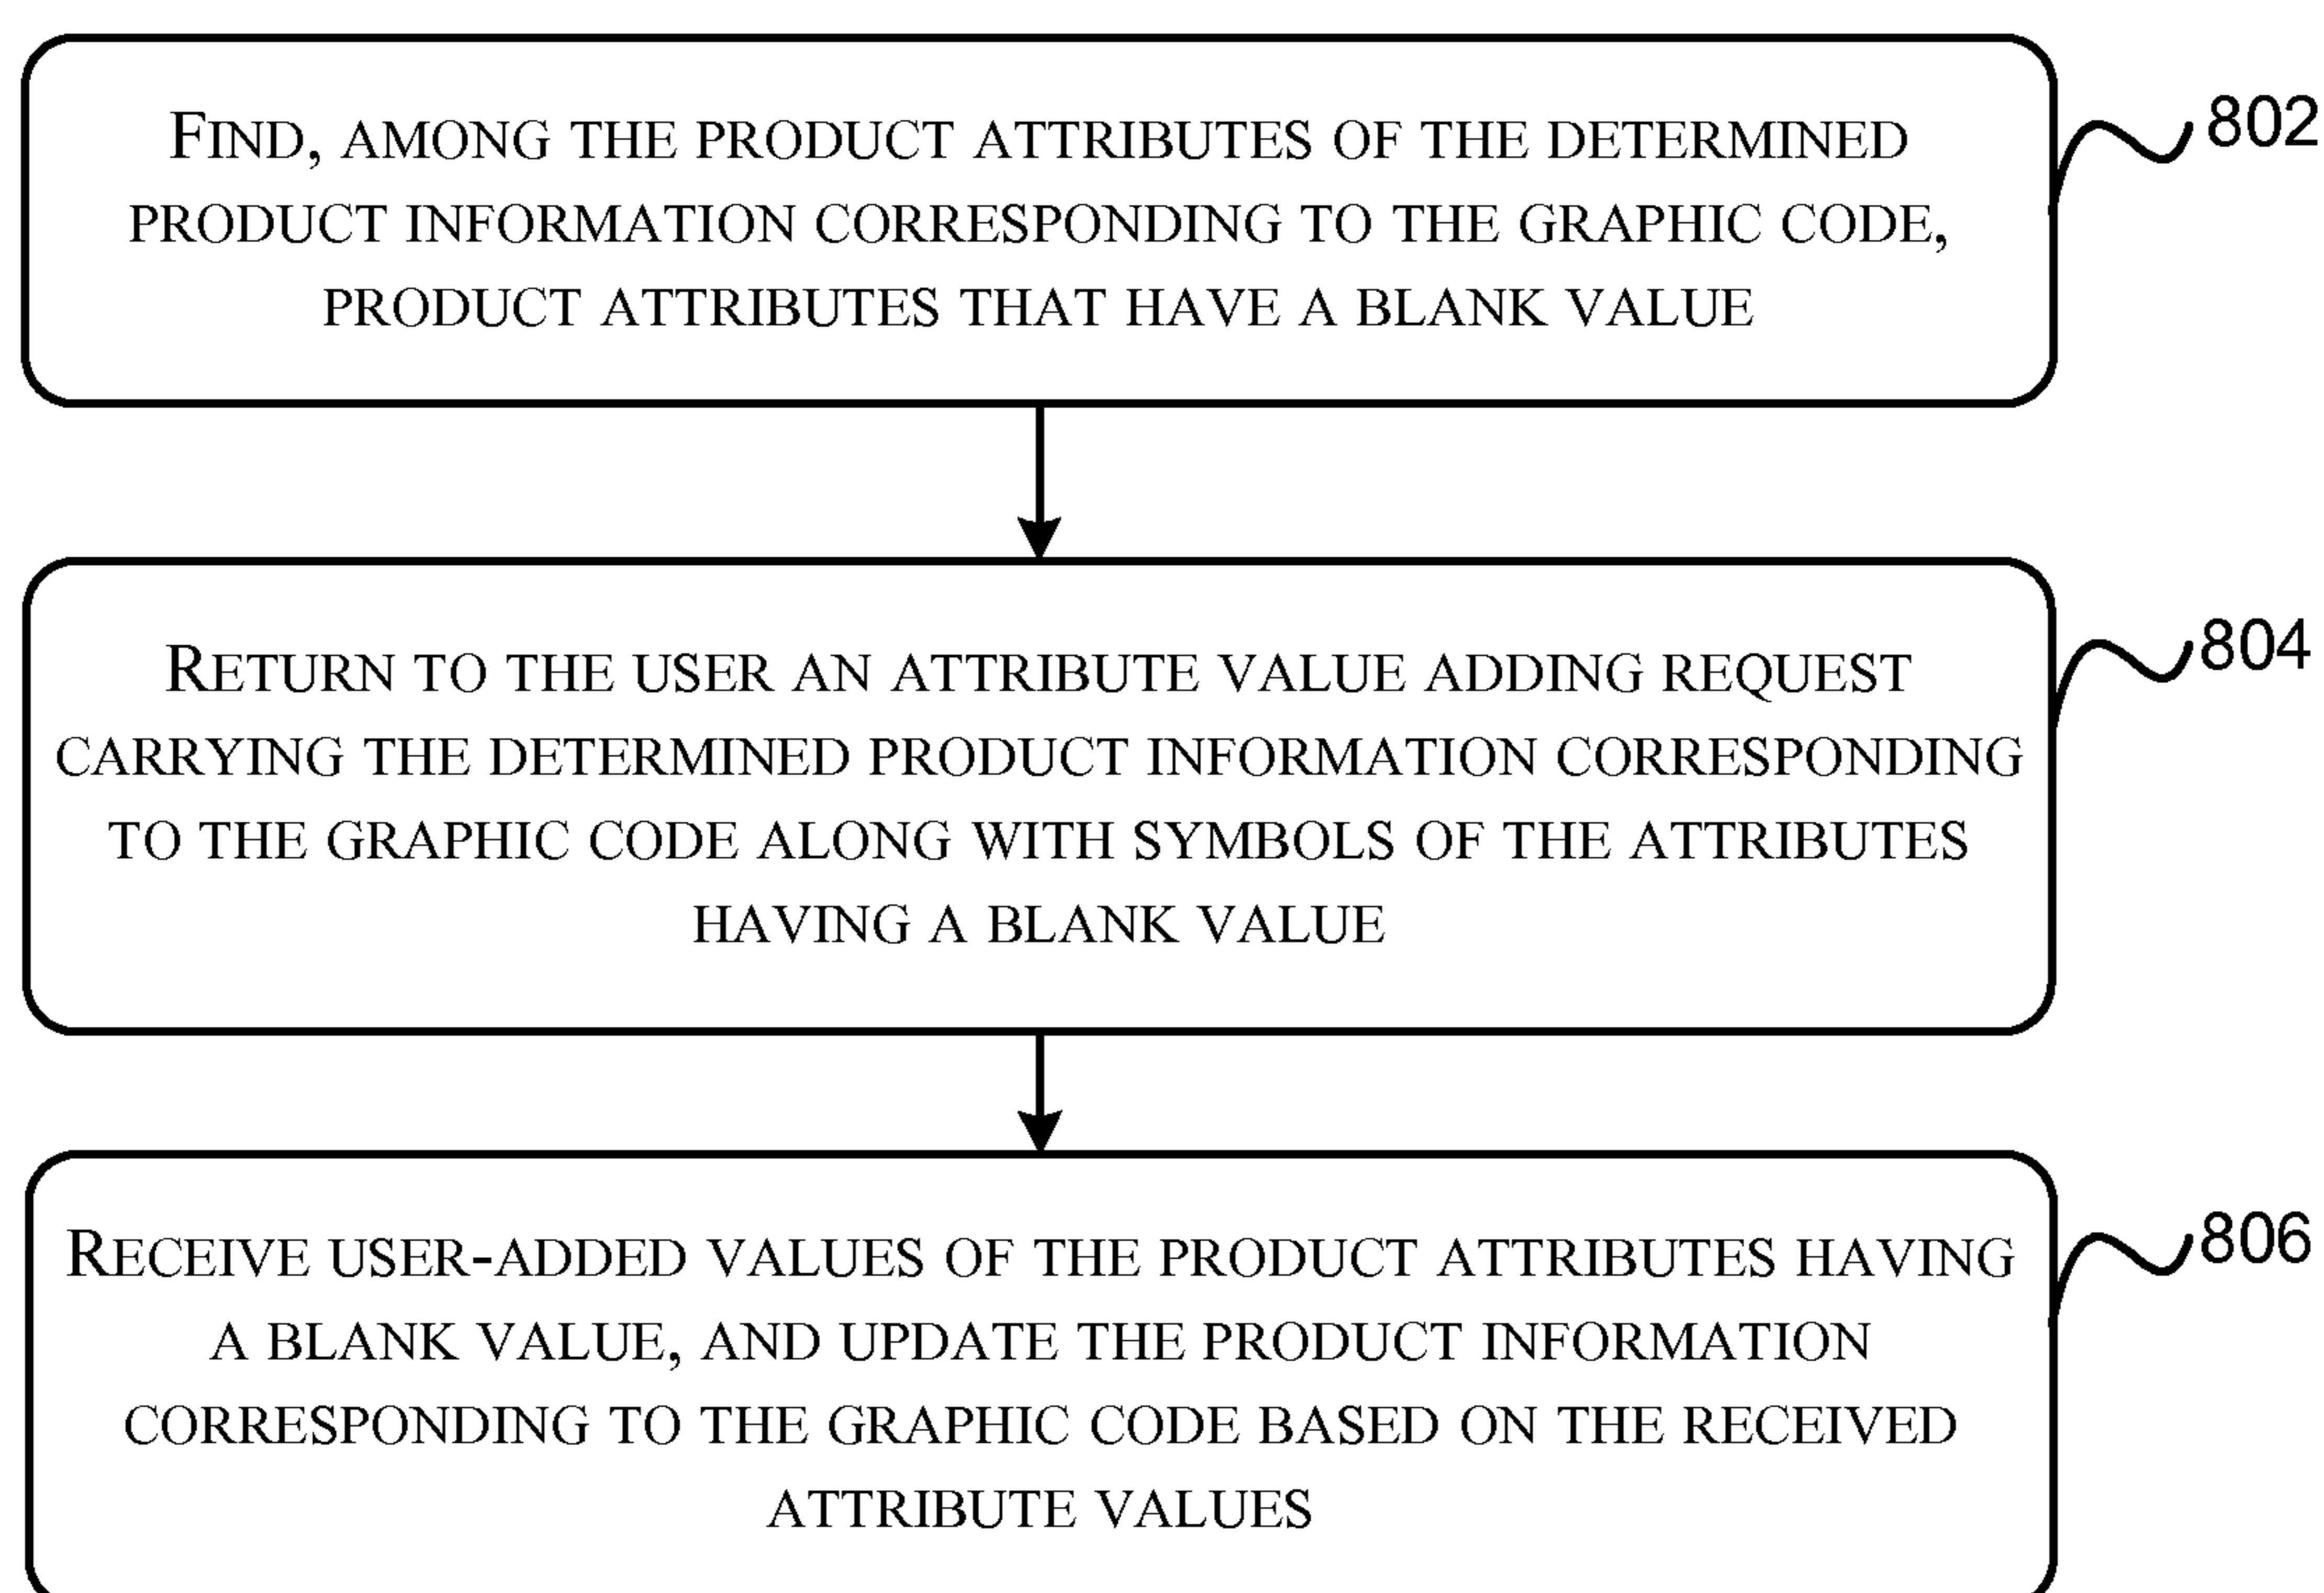 FIND, AMONG THE PRODUCT ATTRIBUTES OF THE DETERMINED
PRODUCT INFORMATION CORRESPONDING TO THE GRAPHIC CODE,
PRODUCT ATTRIBUTES THAT HAVE A BLANK VALUE
802
RETURN TO THE USER AN ATTRIBUTE VALUE ADDING REQUEST
CARRYING THE DETERMINED PRODUCT INFORMATION CORRESPONDING
TO THE GRAPHIC CODE ALONG WITH SYMBOLS OF THE ATTRIBUTES
HAVING A BLANK VALUE
804
RECEIVE USER-ADDED VALUES OF THE PRODUCT ATTRIBUTES HAVING
A BLANK VALUE, AND UPDATE THE PRODUCT INFORMATION
CORRESPONDING TO THE GRAPHIC CODE BASED ON THE RECEIVED
ATTRIBUTE VALUES
806